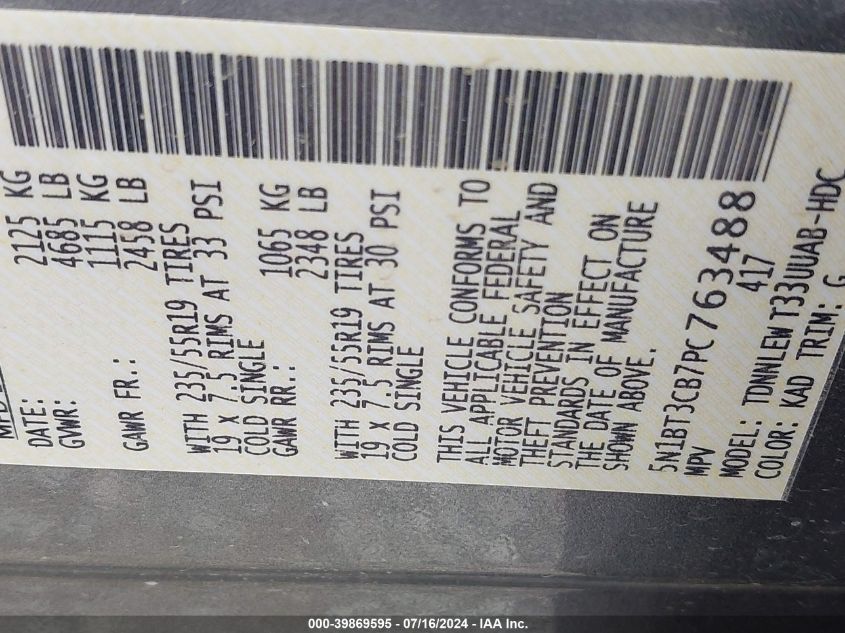 DATE:
GVWR: 2125 KG
4685 LB
GAWR FR.: 1115 KG
2458 LB
WITH 235/55R19 TIRES
19 x 7.5 RIMS AT 33 PSI
COLD SINGLE
GAWR RR.: 1065 KG
2348 LB
WITH 235/55R19 TIRES
19 x 7.5 RIMS AT 30 PSI
COLD SINGLE
THIS VEHICLE CONFORMS TO
ALL APPLICABLE FEDERAL
MOTOR VEHICLE SAFETY AND
THEFT PREVENTION
STANDARDS IN EFFECT ON
THE DATE OF MANUFACTURE
SHOWN ABOVE.
5N1BT3CB7PC763488
MPV 417
MODEL: TDNNLEW T33UUAB-HDC
COLOR: KAD TRIM: G
000-39869595 - 07/16/2024 - IAA Inc.